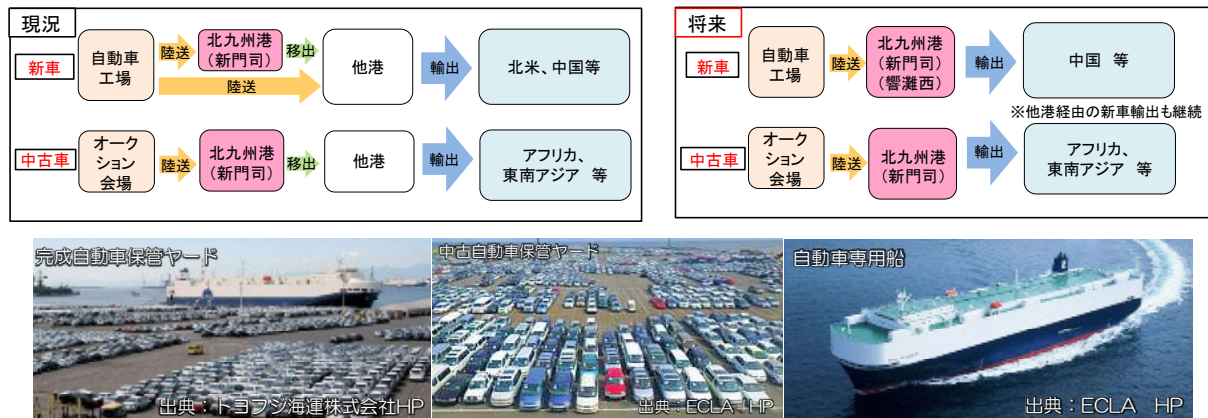 現況
新車
自動車
工場
陸送
北九州港
(新門司)
移出
陸送
他港
輸出
北米、中国等
中古車
オーク
ション
会場
陸送
北九州港
(新門司)
移出
他港
輸出
アフリカ、
東南アジア 等
将来
新車
自動車
工場
陸送
北九州港
(新門司)
(響灘西)
輸出
中国 等
※他港経由の新車輸出も継続
中古車
オーク
ション
会場
陸送
北九州港
(新門司)
輸出
アフリカ、
東南アジア 等
完成自動車保管ヤード
出典:トヨフジ海運株式会社HP
中古自動車保管ヤード
出典:ECLA HP
自動車専用船
出典:ECLA HP